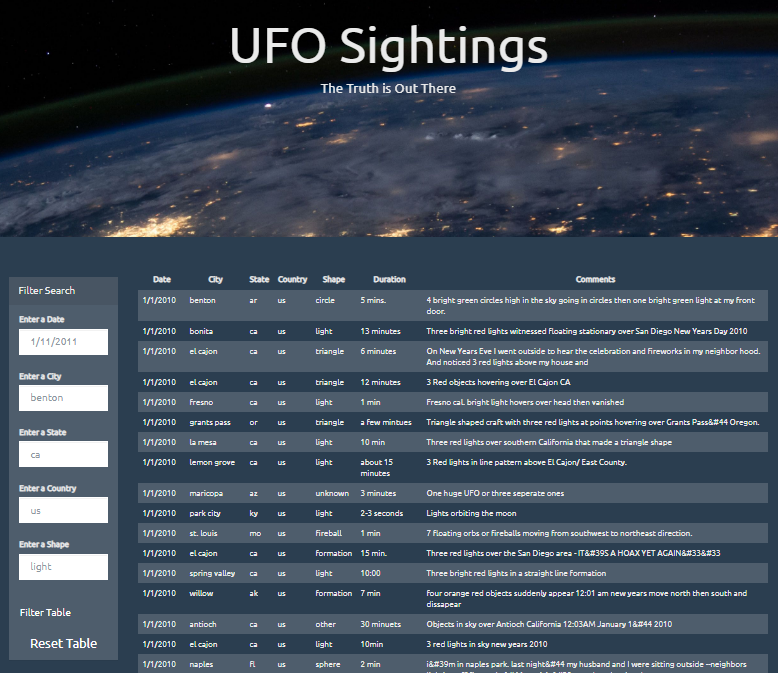 UFO Sightings
The Truth is Out There
Filter Search
Enter a Date
1/11/2011
Enter a City
benton
Enter a State
ca
Enter a Country
us
Enter a Shape
light
Filter Table
Reset Table
Date City State Country Shape Duration Comments
1/1/2010 benton ar us circle 5 mins. 4 bright green circles high in the sky going in circles then one bright green light at my front
door.
1/1/2010 bonita ca us light 13 minutes Three bright red lights witnessed floating stationary over San Diego New Years Day 2010
1/1/2010 el cajon ca us triangle 6 minutes On New Years Eve I went outside to hear the celebration and fireworks in my neighbor hood.
And noticed 3 red lights above my house and
1/1/2010 el cajon ca us triangle 12 minutes 3 Red objects hovering over El Cajon CA
1/1/2010 fresno ca us light 1 min Fresno cal. bright light hovers over head then vanished
1/1/2010 grants pass or us triangle a few mintues Triangle shaped craft with three red lights at points hovering over Grants Pass&#44 Oregon.
1/1/2010 la mesa ca us light 10 min Three red lights over southern California that made a triangle shape
1/1/2010 lemon grove ca us light about 15 3 Red lights in line pattern above El Cajon/ East County.
minutes
1/1/2010 maricopa az us unknown 3 minutes One huge UFO or three seperate ones
1/1/2010 park city ky us light 2-3 seconds Lights orbiting the moon
1/1/2010 st. louis mo us fireball 1 min 7 floating orbs or fireballs moving from southwest to northeast direction.
1/1/2010 el cajon ca us formation 15 min. Three red lights over the San Diego area - IT&#39S A HOAX YET AGAIN&#33&#33
1/1/2010 spring valley ca us light 10:00 Three bright red lights in a straight line formation
1/1/2010 willow ak us formation 7 min four orange red objects suddenly appear 12:01 am new years move north then south and
dissapear
1/1/2010 antioch ca us other 30 minuets Objects in sky over Antioch California 12:03AM January 1&#44 2010
1/1/2010 el cajon ca us light 10min 3 red lights in sky new years 2010
1/1/2010 naples fl us sphere 2 min i&#39m in naples park. last night&#44 my husband and I were sitting outside --neighbors